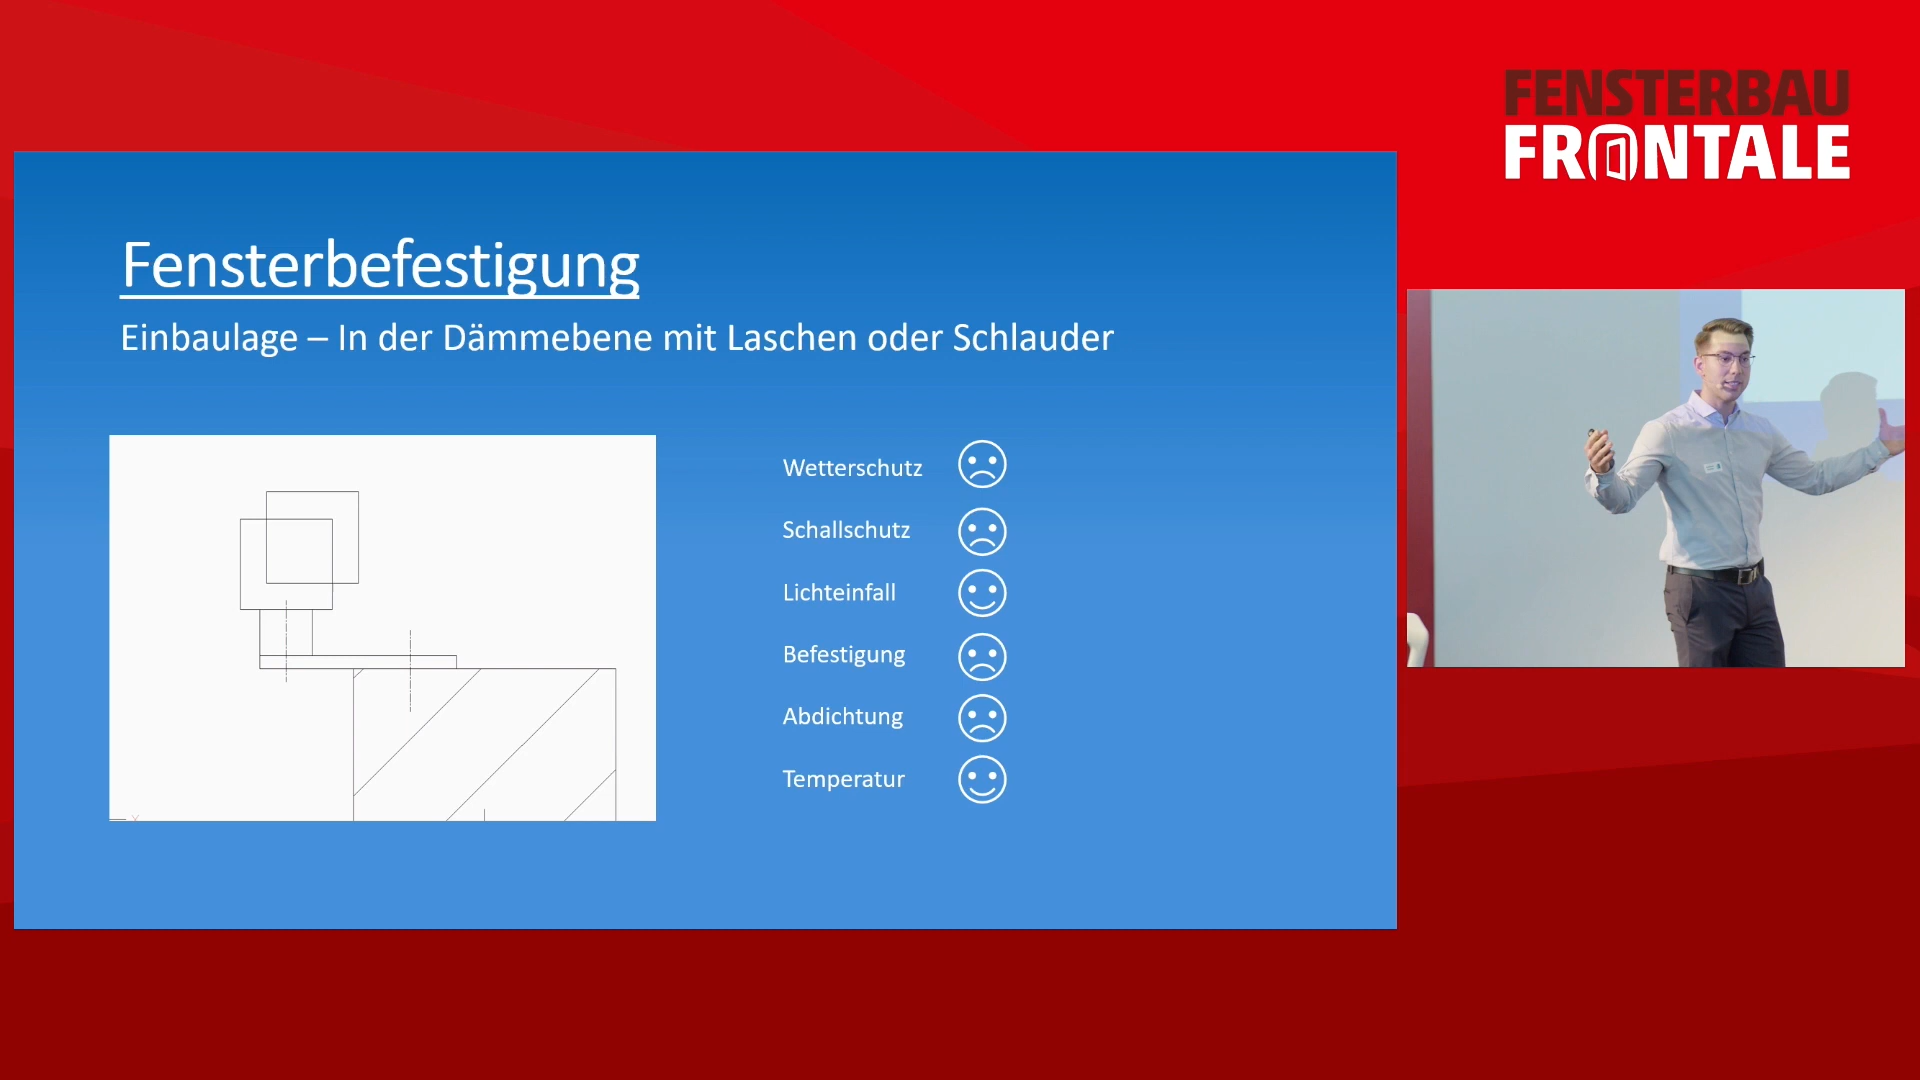 FENSTERBAU
FRONTALE
Fensterbefestigung
Einbaulage – In der Dämmebene mit Laschen oder Schlauder
Wetterschutz
Schallschutz
Lichteinfall
Befestigung
Abdichtung
Temperatur